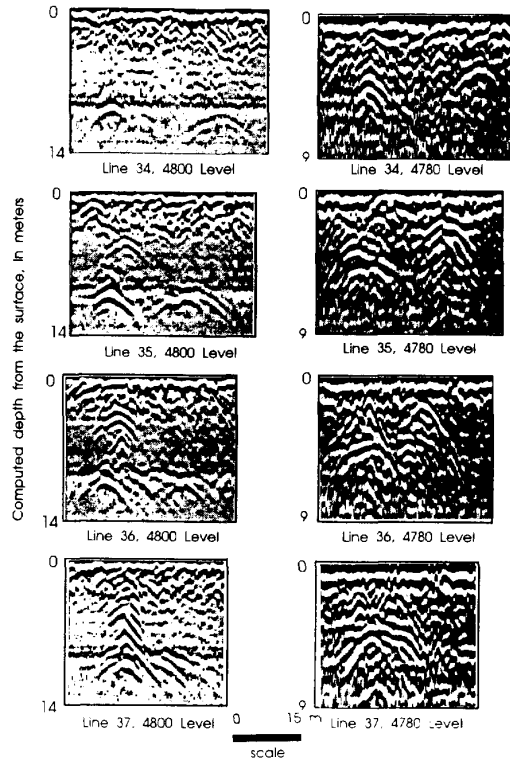 Computed depth from the surface, in meters
0
14
Line 34, 4800 Level
0
9
Line 34, 4780 Level
0
14
Line 35, 4800 Level
0
9
Line 35, 4780 Level
0
14
Line 36, 4800 Level
0
9
Line 36, 4780 Level
0
14
Line 37, 4800 Level
0
9
Line 37, 4780 Level
0 15 m
scale